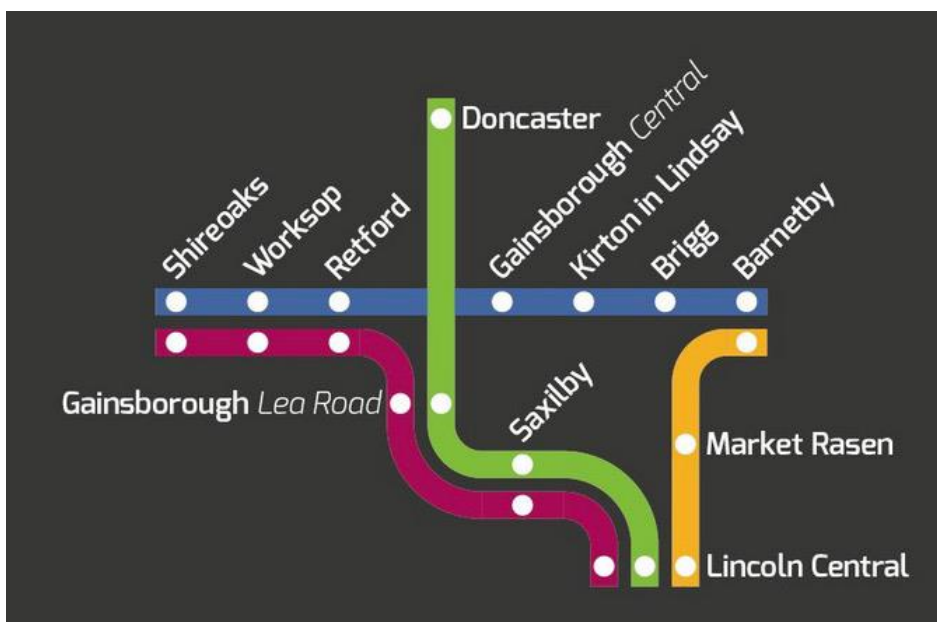 Doncaster
Shireoaks
Worksop
Retford
Gainsborough Central
Kirton in Lindsay
Brigg
Barnetby
Gainsborough Lea Road
Saxilby
Market Rasen
Lincoln Central